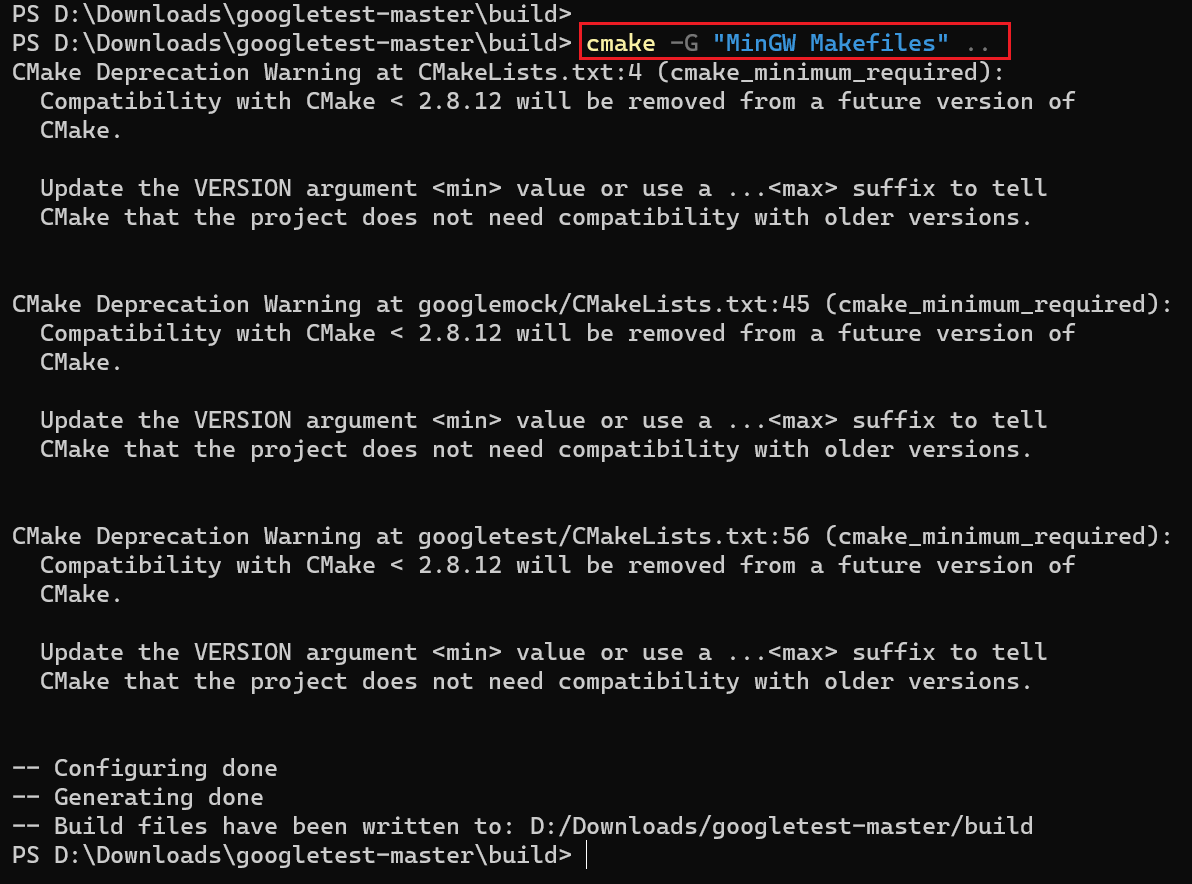 PS D:\Downloads\googletest-master\build>
PS D:\Downloads\googletest-master\build> cmake -G "MinGW Makefiles" ..
CMake Deprecation Warning at CMakeLists.txt:4 (cmake_minimum_required):
  Compatibility with CMake < 2.8.12 will be removed from a future version of
  CMake.

  Update the VERSION argument <min> value or use a ...<max> suffix to tell
  CMake that the project does not need compatibility with older versions.

CMake Deprecation Warning at googlemock/CMakeLists.txt:45 (cmake_minimum_required):
  Compatibility with CMake < 2.8.12 will be removed from a future version of
  CMake.

  Update the VERSION argument <min> value or use a ...<max> suffix to tell
  CMake that the project does not need compatibility with older versions.

CMake Deprecation Warning at googletest/CMakeLists.txt:56 (cmake_minimum_required):
  Compatibility with CMake < 2.8.12 will be removed from a future version of
  CMake.

  Update the VERSION argument <min> value or use a ...<max> suffix to tell
  CMake that the project does not need compatibility with older versions.

-- Configuring done
-- Generating done
-- Build files have been written to: D:/Downloads/googletest-master/build
PS D:\Downloads\googletest-master\build>